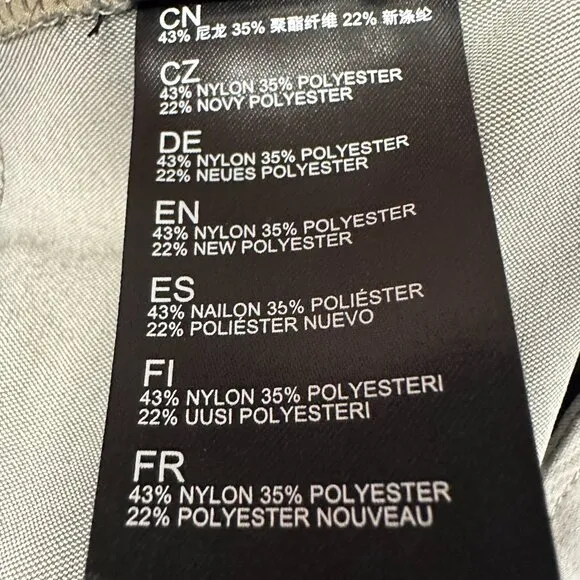 CN
43% 尼龙 35% 聚酯纤维 22% 新涤纶
CZ
43% NYLON 35% POLYESTER
22% NOVÝ POLYESTER
DE
43% NYLON 35% POLYESTER
22% NEUES POLYESTER
EN
43% NYLON 35% POLYESTER
22% NEW POLYESTER
ES
43% NAILON 35% POLIÉSTER
22% POLIÉSTER NUEVO
FI
43% NYLON 35% POLYESTERI
22% UUSI POLYESTERI
FR
43% NYLON 35% POLYESTER
22% POLYESTER NOUVEAU